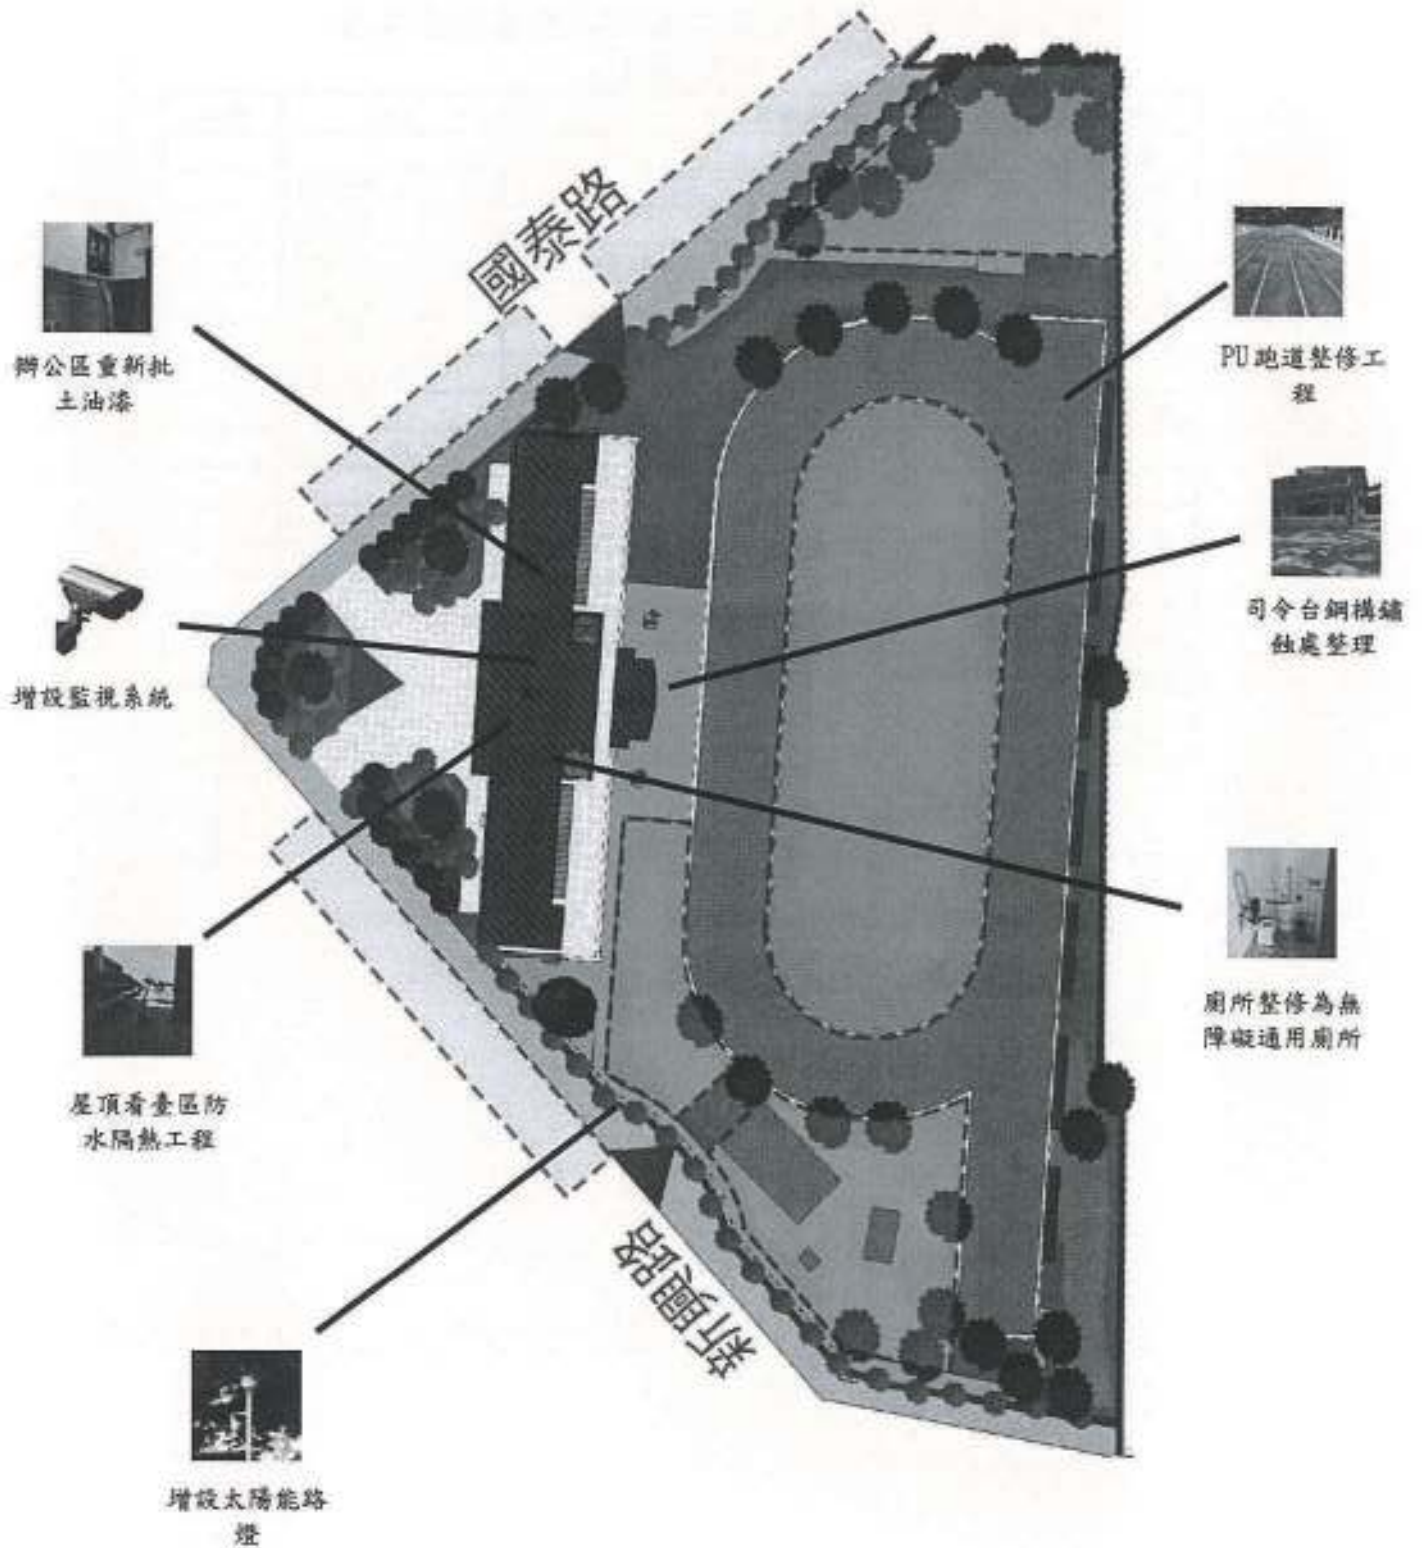 國泰路
辦公區重新批
土油漆
增設監視系統
屋頂看臺區防
水隔熱工程
增設太陽能路
燈
新興路
PU跑道整修工
程
司令台鋼構鏽
蝕處整理
廁所整修為無
障礙通用廁所